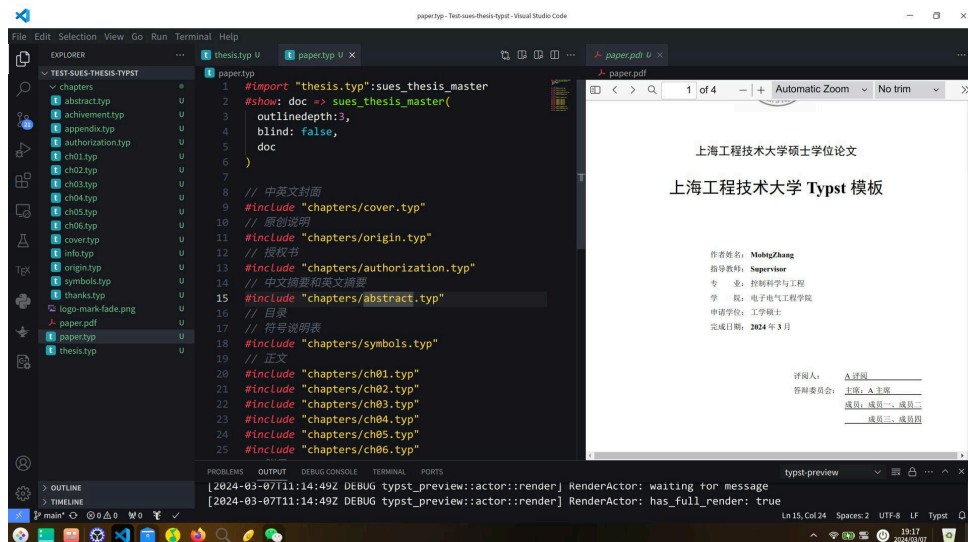 paper.typ - Test-sues-thesis-typst - Visual Studio Code
File Edit Selection View Go Run Terminal Help
EXPLORER
TEST-SUES-THESIS-TYPST
chapters
abstract.typ U
achivement.typ U
appendix.typ U
authorization.typ U
ch01.typ U
ch02.typ U
ch03.typ U
ch04.typ U
ch05.typ U
ch06.typ U
cover.typ U
info.typ U
origin.typ U
symbols.typ U
thanks.typ U
logo-mark-fade.png U
paper.pdf U
paper.typ U
thesis.typ U
OUTLINE
TIMELINE
21
TEX
thesis.typ U
paper.typ U
paper.typ
1 #import "thesis.typ":sues_thesis_master
2 #show: doc => sues_thesis_master(
3 outlinedepth:3,
4 blind: false,
5 doc
6 )
7
8 // 中英文封面
9 #include "chapters/cover.typ"
10 // 原创说明
11 #include "chapters/origin.typ"
12 // 授权书
13 #include "chapters/authorization.typ"
14 // 中文摘要和英文摘要
15 #include "chapters/abstract.typ"
16 // 目录
17 // 符号说明表
18 #include "chapters/symbols.typ"
19 // 正文
20 #include "chapters/ch01.typ"
21 #include "chapters/ch02.typ"
22 #include "chapters/ch03.typ"
23 #include "chapters/ch04.typ"
24 #include "chapters/ch05.typ"
25 #include "chapters/ch06.typ"
paper.pdf U
paper.pdf
1 of 4 — + Automatic Zoom No trim
上海工程技术大学硕士学位论文
上海工程技术大学 Typst 模板
作者姓名: MobtgZhang
指导教师: Supervisor
专 业: 控制科学与工程
学 院: 电子电气工程学院
申请学位: 工学硕士
完成日期: 2024 年 3 月
评阅人: A 评阅
答辩委员会: 主席: A 主席
成员: 成员一、成员二
成员三、成员四
PROBLEMS OUTPUT DEBUG CONSOLE TERMINAL PORTS
typst-preview
[2024-03-07T11:14:49Z DEBUG typst_preview::actor::render] RenderActor: waiting for message
[2024-03-07T11:14:49Z DEBUG typst_preview::actor::render] RenderActor: has_full_render: true
main* 0 0 0 0 Ln 15, Col 24 Spaces: 2 UTF-8 LF Typst
19:17
2024/03/07